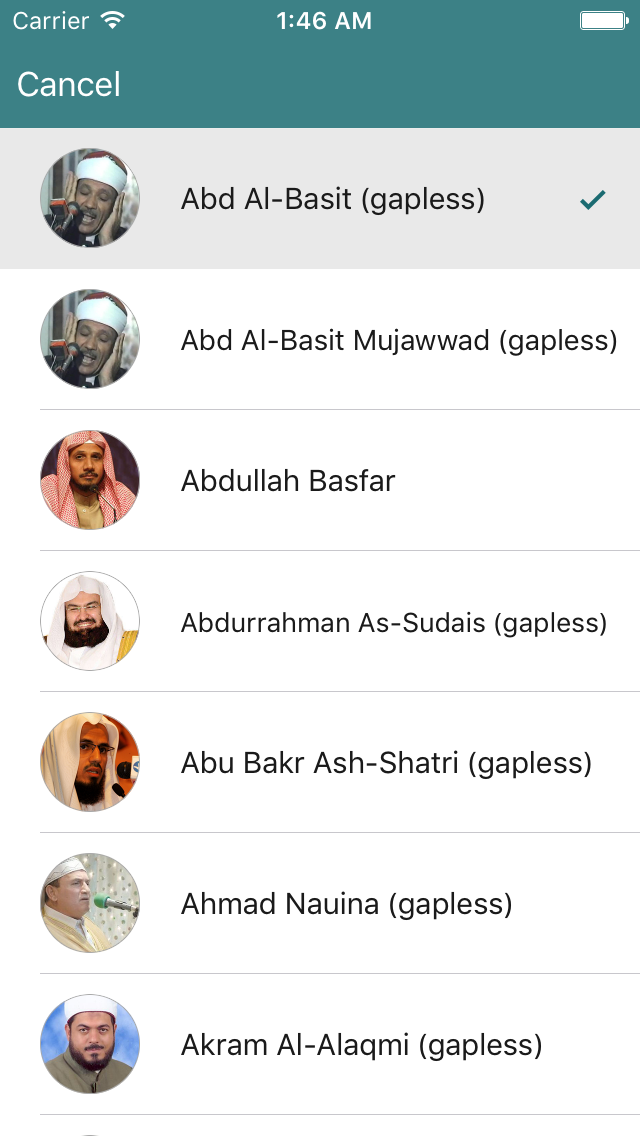 Carrier 1:46 AM
Cancel
Abd Al-Basit (gapless)
Abd Al-Basit Mujawwad (gapless)
Abdullah Basfar
Abdurrahman As-Sudais (gapless)
Abu Bakr Ash-Shatri (gapless)
Ahmad Nauina (gapless)
Akram Al-Alaqmi (gapless)